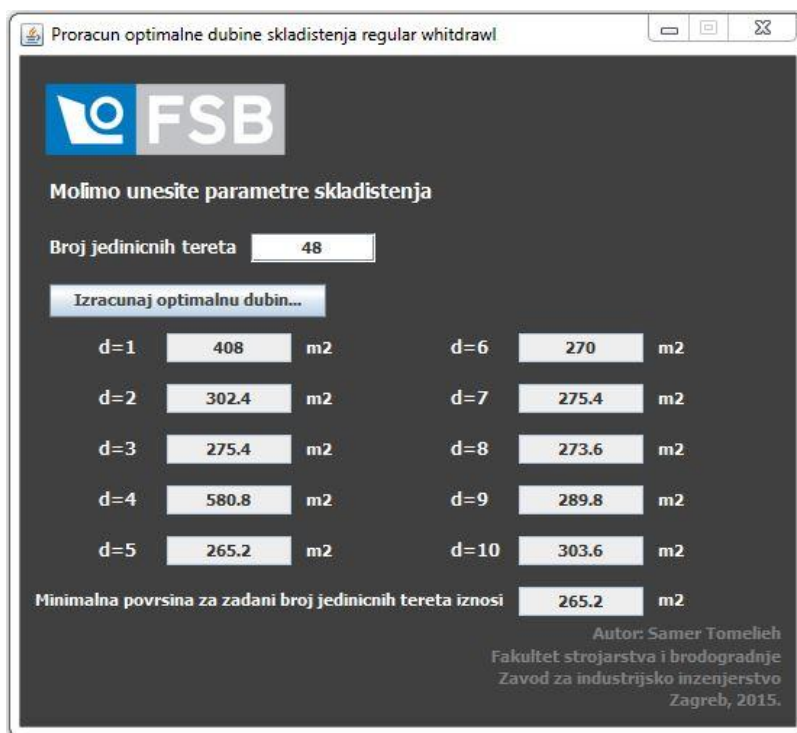 Proracun optimalne dubine skladistenja regular whitdrawl
FSB
Molimo unesite parametre skladistenja
Broj jedinicnih tereta 48
Izracunaj optimalnu dubin...
d=1 408 m2 d=6 270 m2
d=2 302.4 m2 d=7 275.4 m2
d=3 275.4 m2 d=8 273.6 m2
d=4 580.8 m2 d=9 289.8 m2
d=5 265.2 m2 d=10 303.6 m2
Minimalna povrsina za zadani broj jedinicnih tereta iznosi 265.2 m2
Autor: Samer Tomelieh
Fakultet strojarstva i brodogradnje
Zavod za industrijsko inzenjerstvo
Zagreb, 2015.